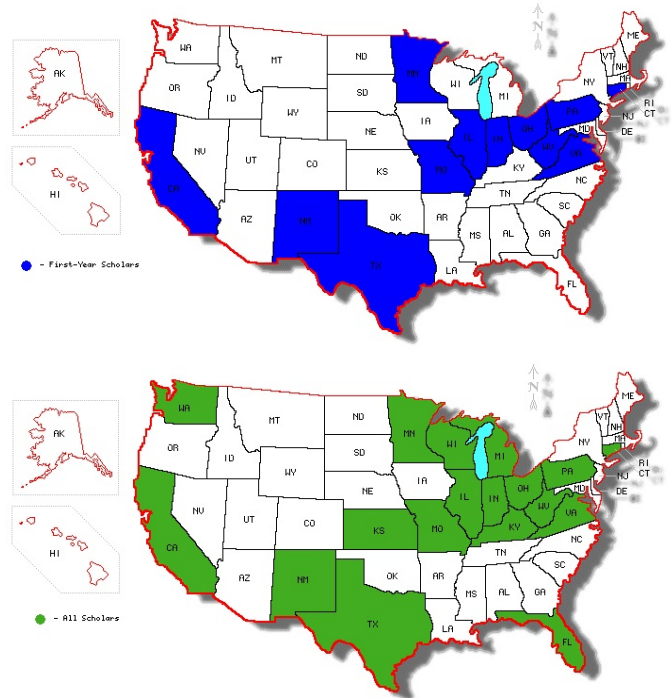 ME
WA
VT
NH
MT
ND
AK
OR
WI
MA
SD
NY
ID
MI
RI
CT
WY
IA
PA
NJ
NE
OH
MD
DE
IL
IN
NV
WV
UT
VA
HI
CO
KS
MO
KY
CA
NC
TN
OK
AR
SC
AZ
NM
MS
AL
GA
- First-Year Scholars
TX
LA
FL
N
ME
WA
VT
NH
MT
ND
MN
AK
OR
WI
MA
NY
SD
MI
ID
RI
WY
PA
CT
IA
NJ
NE
OH
MD
DE
IL
IN
NV
WV
UT
VA
HI
CO
KS
MO
KY
CA
NC
TN
OK
AR
SC
AZ
NM
MS
AL
GA
- All Scholars
TX
LA
FL
N